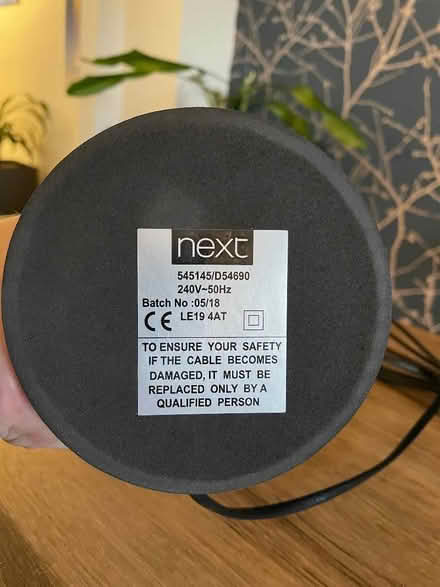 next
545145/D54690
240V~50Hz
Batch No :05/18
CE LE19 4AT
TO ENSURE YOUR SAFETY
IF THE CABLE BECOMES
DAMAGED, IT MUST BE
REPLACED ONLY BY A
QUALIFIED PERSON